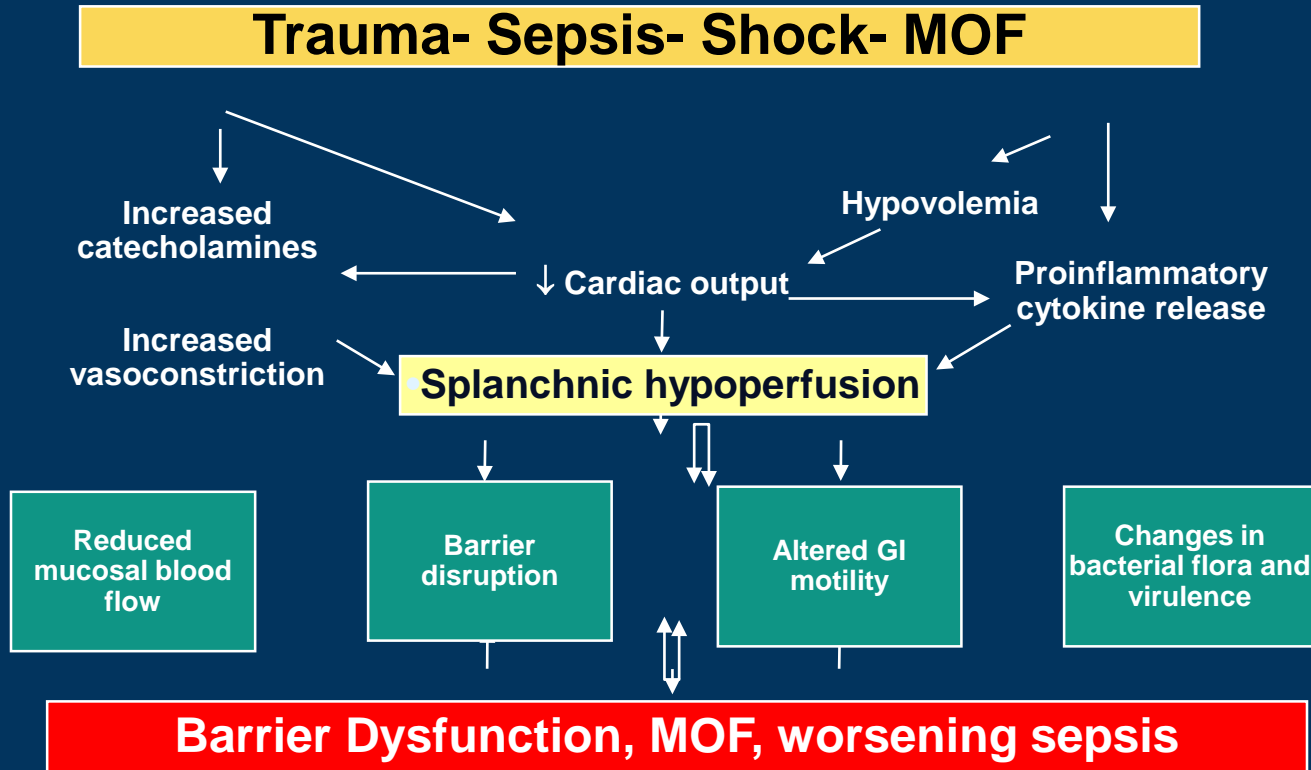 Trauma- Sepsis- Shock- MOF
Increased
catecholamines
Hypovolemia
↓ Cardiac output
Proinflammatory
cytokine release
Increased
vasoconstriction
•Splanchnic hypoperfusion
Reduced
mucosal blood
flow
Barrier
disruption
Altered GI
motility
Changes in
bacterial flora and
virulence
Barrier Dysfunction, MOF, worsening sepsis